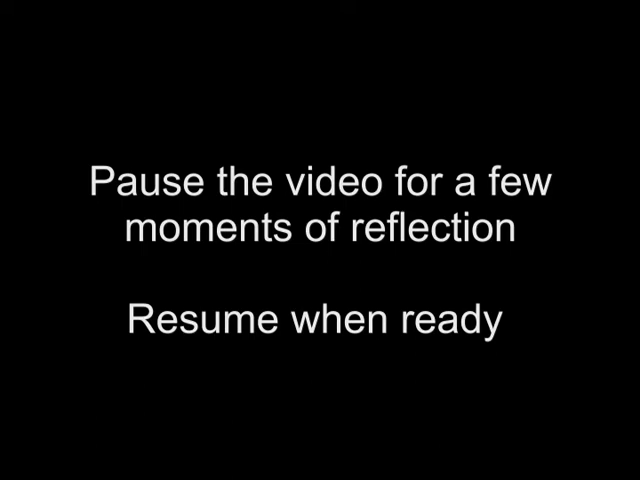 Pause the video for a few
moments of reflection
Resume when ready